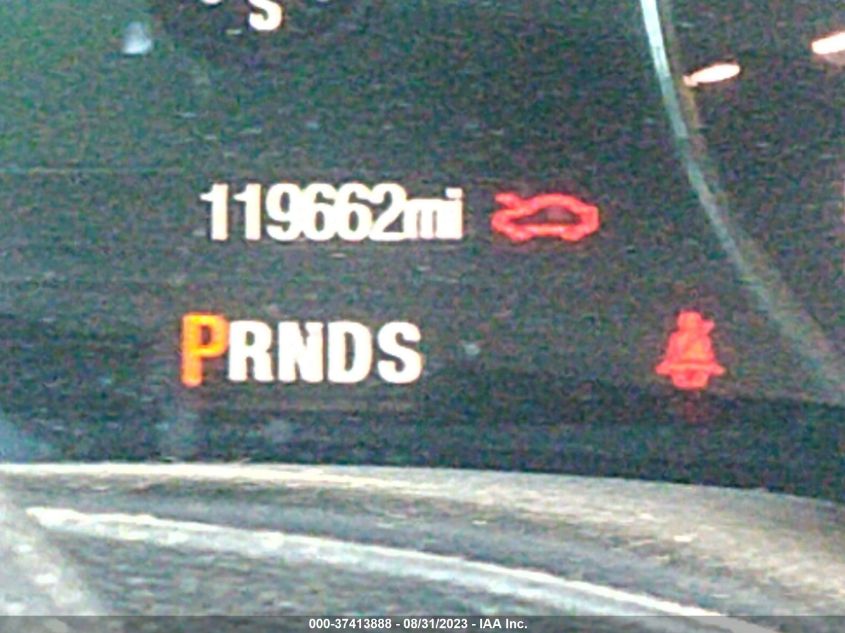 S
119662mi
PRNDS
000-37413888 - 08/31/2023 - IAA Inc.